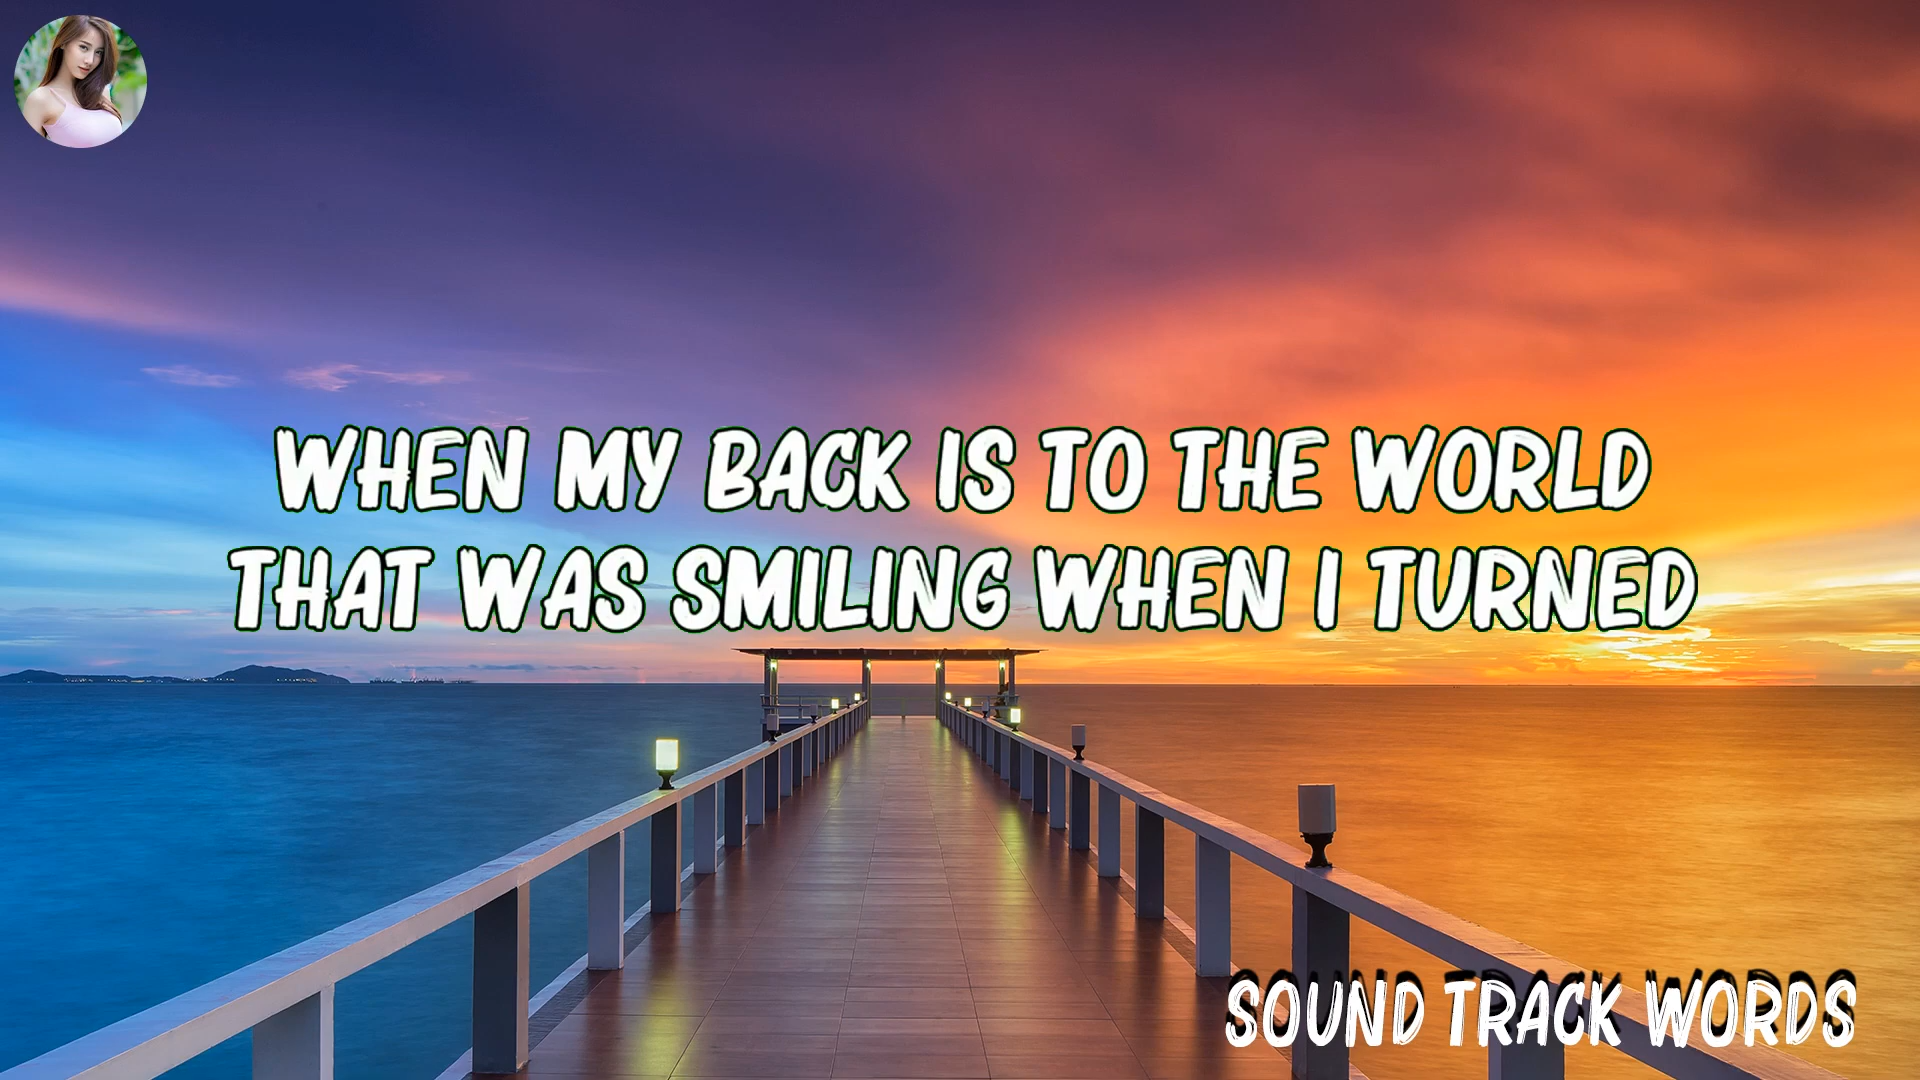 WHEN MY BACK IS TO THE WORLD
THAT WAS SMILING WHEN I TURNED
SOUND TRACK WORDS